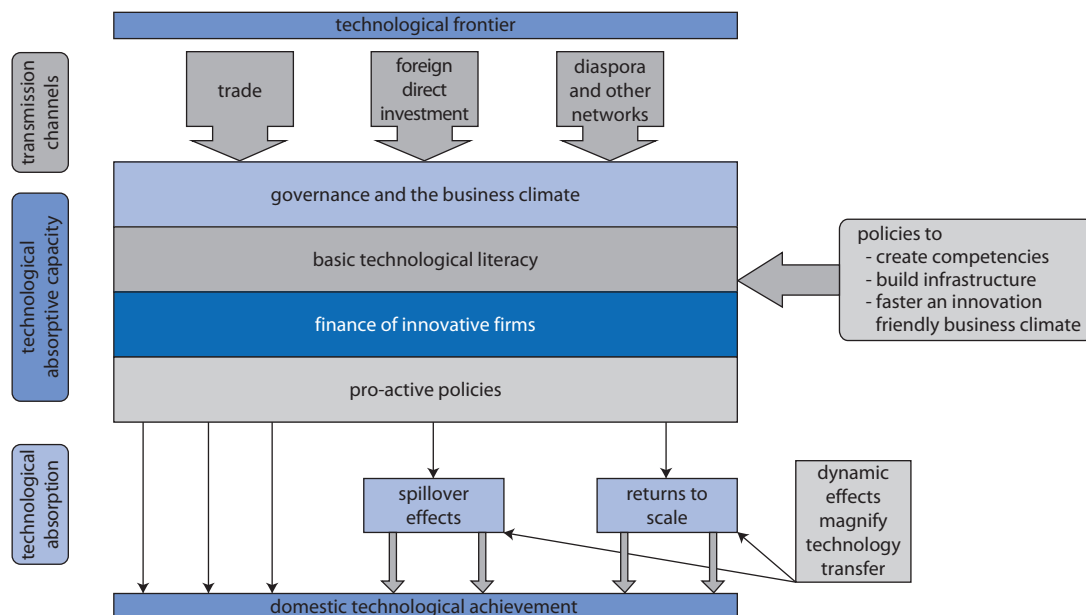 technological frontier
transmission
channels
trade
foreign
direct
investment
diaspora
and other
networks
technological
absorptive capacity
governance and the business climate
basic technological literacy
finance of innovative firms
pro-active policies
policies to
- create competencies
- build infrastructure
- faster an innovation
friendly business climate
technological
absorption
spillover
effects
returns to
scale
dynamic
effects
magnify
technology
transfer
domestic technological achievement